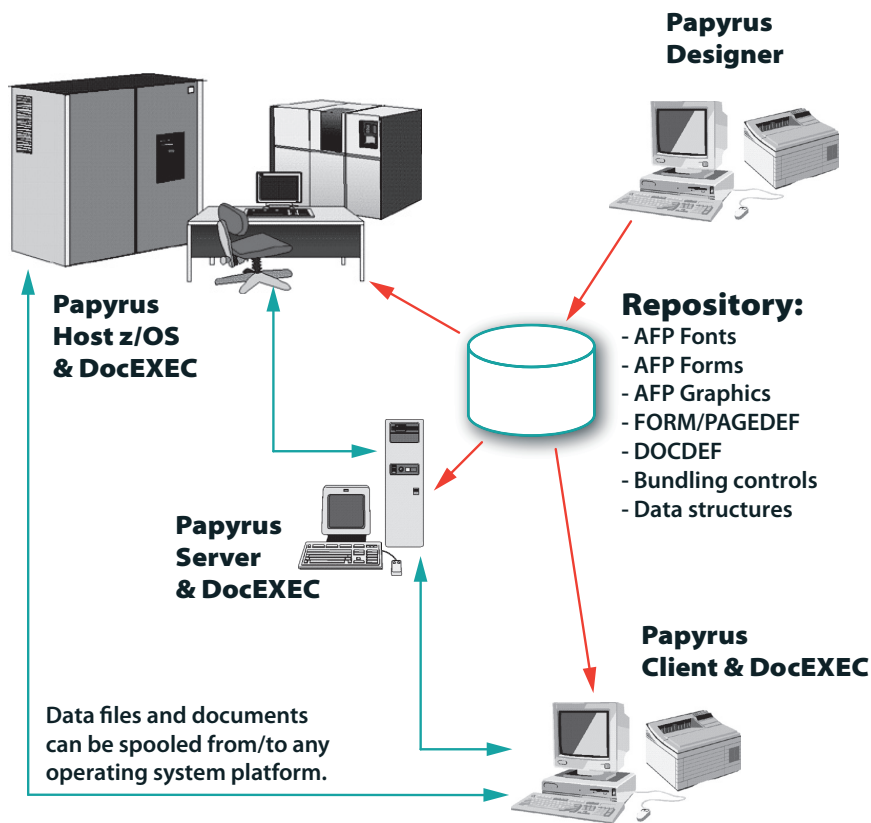 Papyrus
Designer
Papyrus
Host z/OS
& DocEXEC
Repository:
- AFP Fonts
- AFP Forms
- AFP Graphics
- FORM/PAGEDEF
- DOCDEF
- Bundling controls
- Data structures
Papyrus
Server
& DocEXEC
Papyrus
Client & DocEXEC
Data files and documents
can be spooled from/to any
operating system platform.